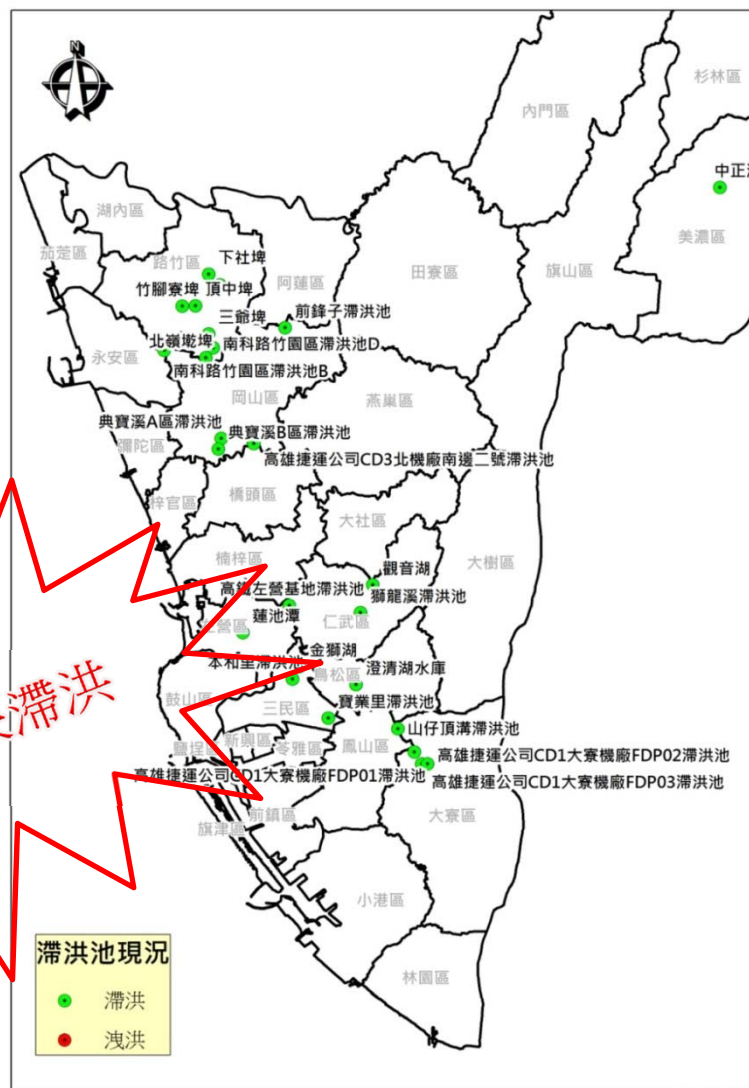 N
杉林區
內門區
中正湖
美濃區
湖內區
茄萣區
路竹區
下社埤
阿蓮區
田寮區
旗山區
竹腳寮埤
頂中埤
前鋒子滯洪池
三爺埤
北嶺墘埤
南科路竹園區滯洪池D
永安區
南科路竹園區滯洪池B
岡山區
燕巢區
典寶溪A區滯洪池
典寶溪B區滯洪池
彌陀區
高雄捷運公司CD3北機廠南邊二號滯洪池
橋頭區
梓官區
大社區
大樹區
楠梓區
觀音湖
高鐵左營基地滯洪池
獅龍溪滯洪池
仁武區
左營區
蓮池潭
金獅湖
本和里滯洪池
鳥松區
澄清湖水庫
滯洪
鼓山區
三民區
寶業里滯洪池
山仔頂溝滯洪池
新興區
苓雅區
鳳山區
鹽埕區
高雄捷運公司CD1大寮機廠FDP02滯洪池
高雄捷運公司CD1大寮機廠FDP01滯洪池
高雄捷運公司CD1大寮機廠FDP03滯洪池
前鎮區
旗津區
大寮區
小港區
林園區
滯洪池現況
滯洪
洩洪